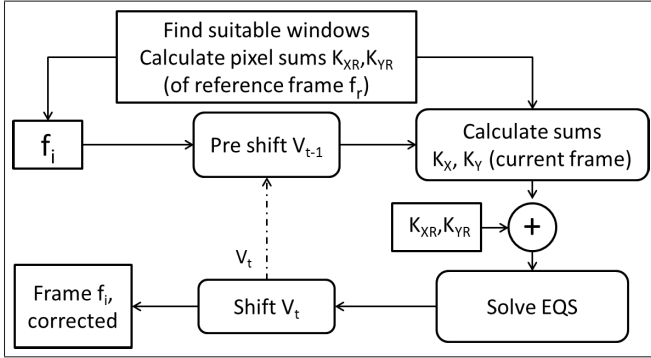 Find suitable windows
Calculate pixel sums K_XR,K_YR
(of reference frame f_r)
f_i
Pre shift V_t-1
Calculate sums
K_X, K_Y (current frame)
K_XR,K_YR
+
V_t
Frame f_i,
corrected
Shift V_t
Solve EQS